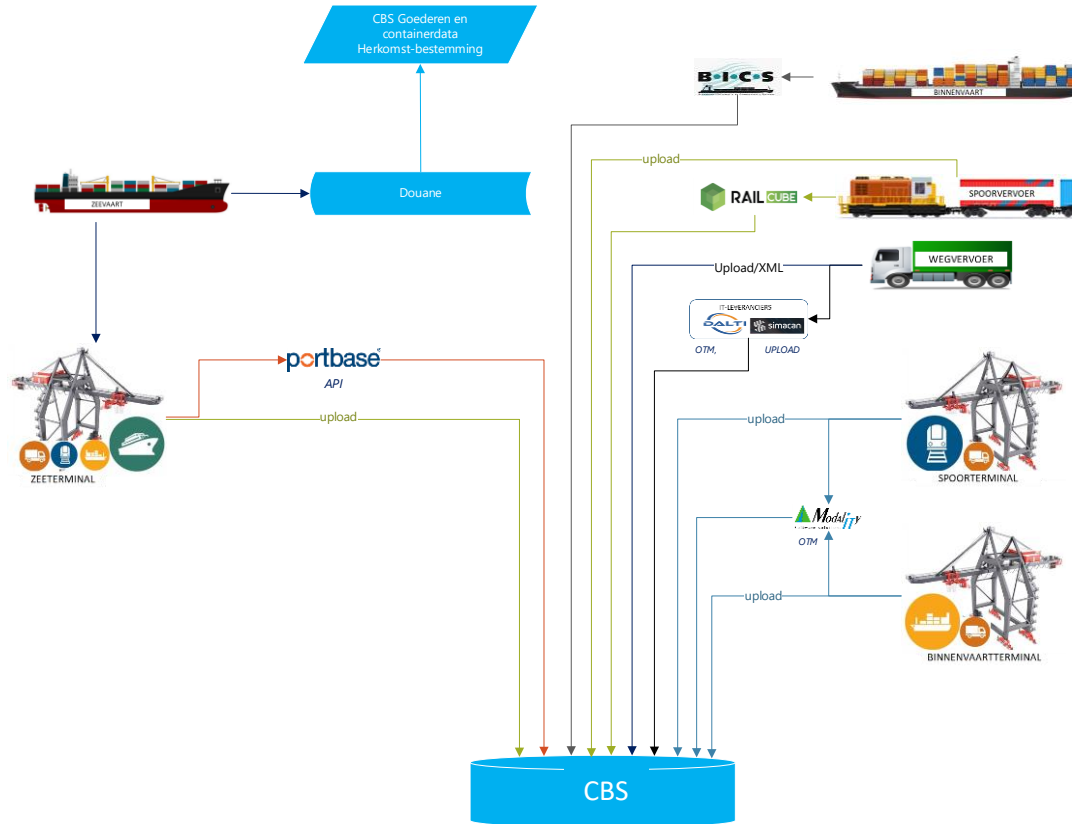 CBS Goederen en
containerdata
Herkomst-bestemming
B·I·C·S
BINNENVAART
upload
Douane
ZEEVAART
RAIL CUBE
SPOORVERVOER
WEGVERVOER
Upload/XML
IT-LEVERANCIERS
DALTI simacan
OTM, UPLOAD
portbase
API
upload
upload
ZEETERMINAL
SPOORTERMINAL
Modality
OTM
upload
BINNENVAARTTERMINAL
CBS